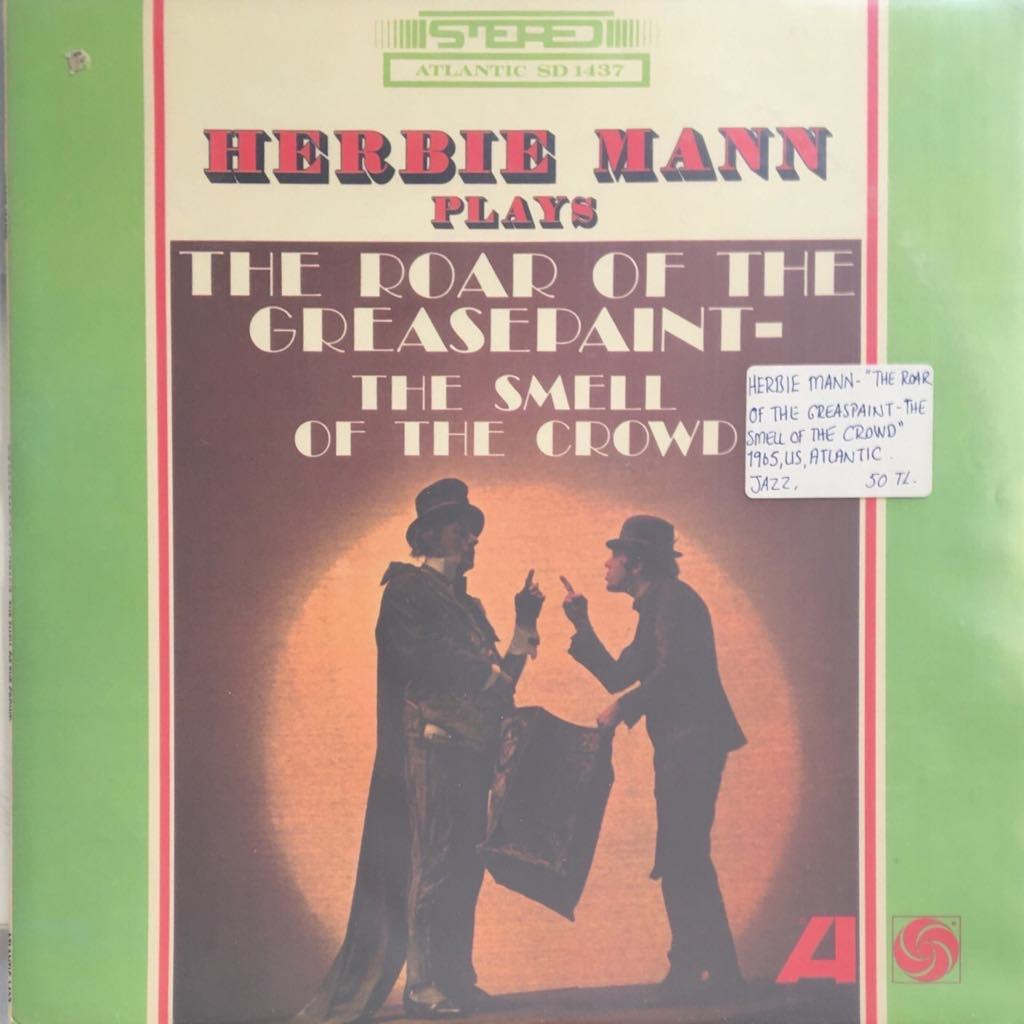 STEREO
ATLANTIC SD 1437
HERBIE MANN
PLAYS
THE ROAR OF THE
GREASEPAINT-
THE SMELL
OF THE CROWD
HERBIE MANN-"THE ROAR
OF THE GREASPAINT-THE
SMELL OF THE CROWD"
1965, US, ATLANTIC.
JAZZ, 50 TL.
A